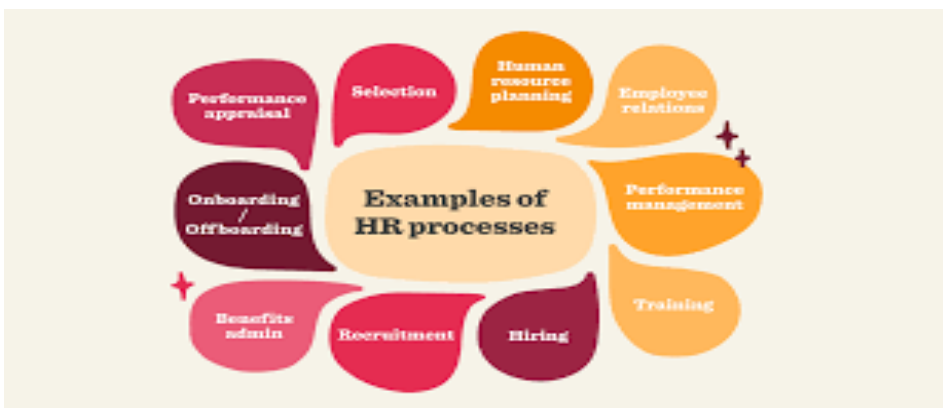 Performance
appraisal
Selection
Human
resource
planning
Employee
relations
Onboarding
/
Offboarding
Examples of
HR processes
Performance
management
Benefits
admin
Recruitment
Hiring
Training